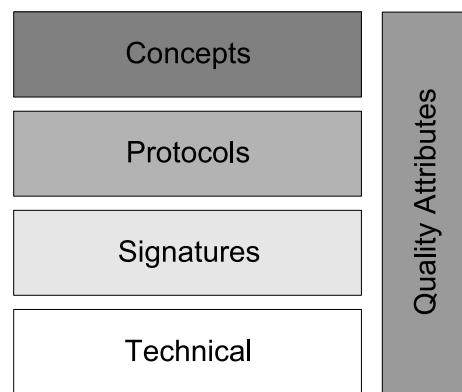 Concepts
Protocols
Signatures
Technical
Quality Attributes